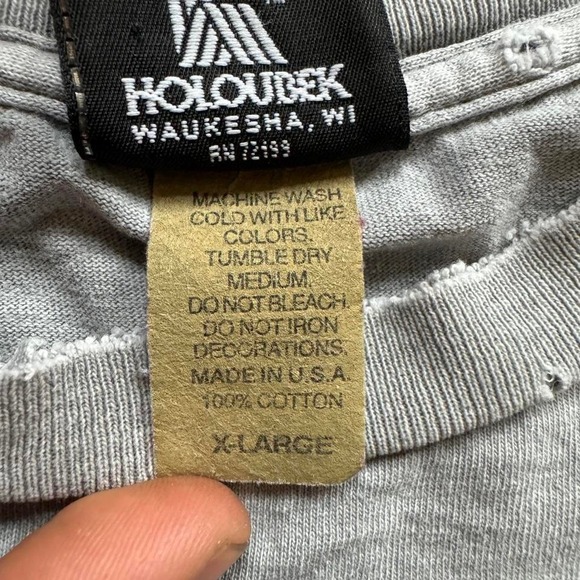 HOLOUBEK
WAUKESHA, WI
RN 72193
MACHINE WASH
COLD WITH LIKE
COLORS.
TUMBLE DRY
MEDIUM.
DO NOT BLEACH
DO NOT IRON
DECORATIONS.
MADE IN U.S.A.
100% COTTON
X-LARGE